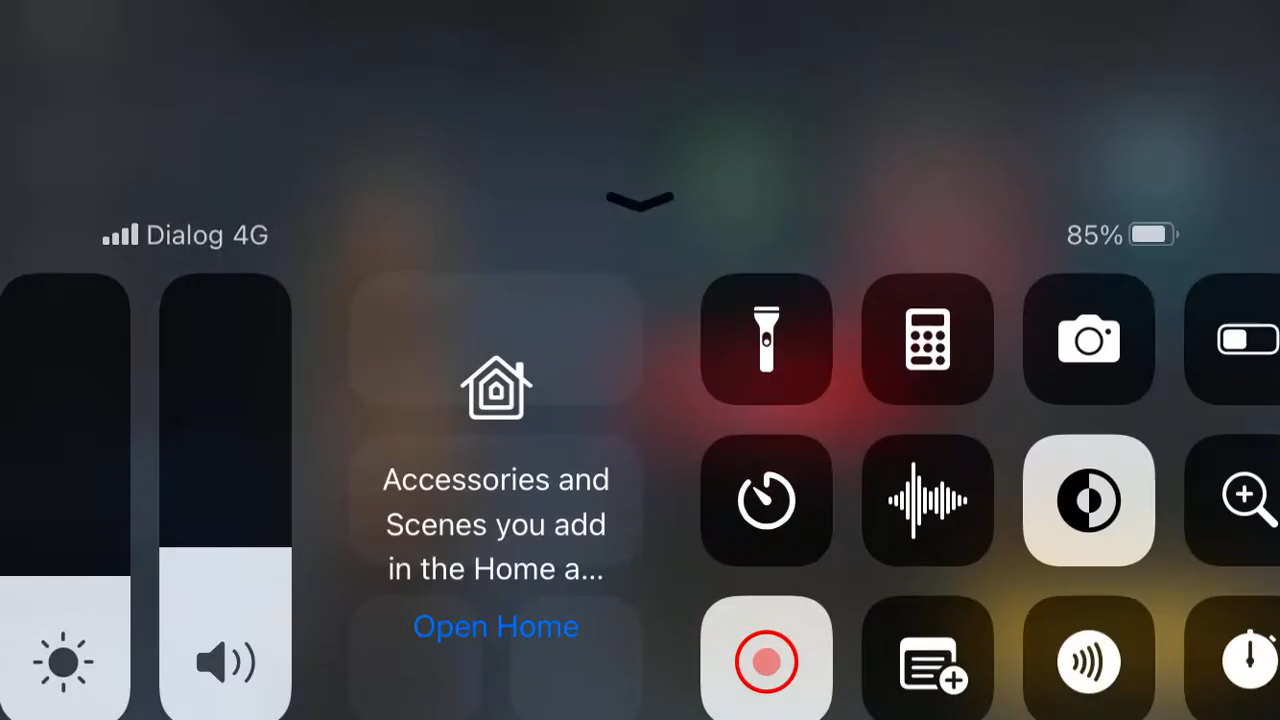 Dialog 4G
85%
Accessories and
Scenes you add
in the Home a...
Open Home